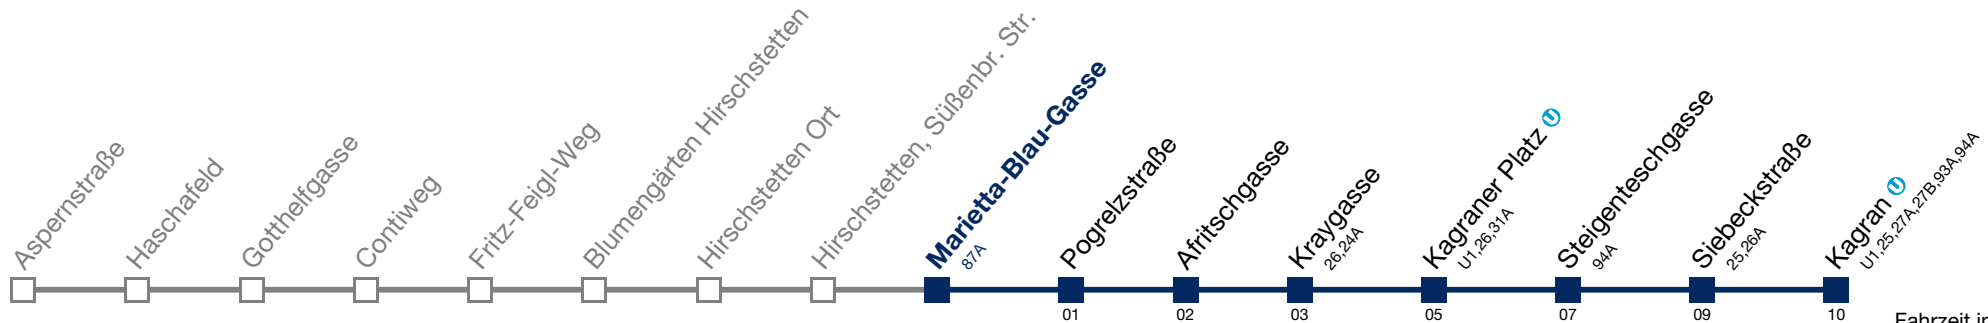 Aspernstraße
Haschafeld
Gotthelfgasse
Contiweg
Fritz-Feigl-Weg
Blumengärten Hirschstetten
Hirschstetten Ort
Hirschstetten, Süßenbr. Str.
Marietta-Blau-Gasse
87A
Pogrelzstraße
01
Afritschgasse
02
Kraygasse
26,24A
03
Kagraner Platz U
U1,26,31A
05
Steigenteschgasse
94A
07
Siebeckstraße
25,26A
09
Kagran U
U1,25,27A,27B,93A,94A
10
Fahrzeit